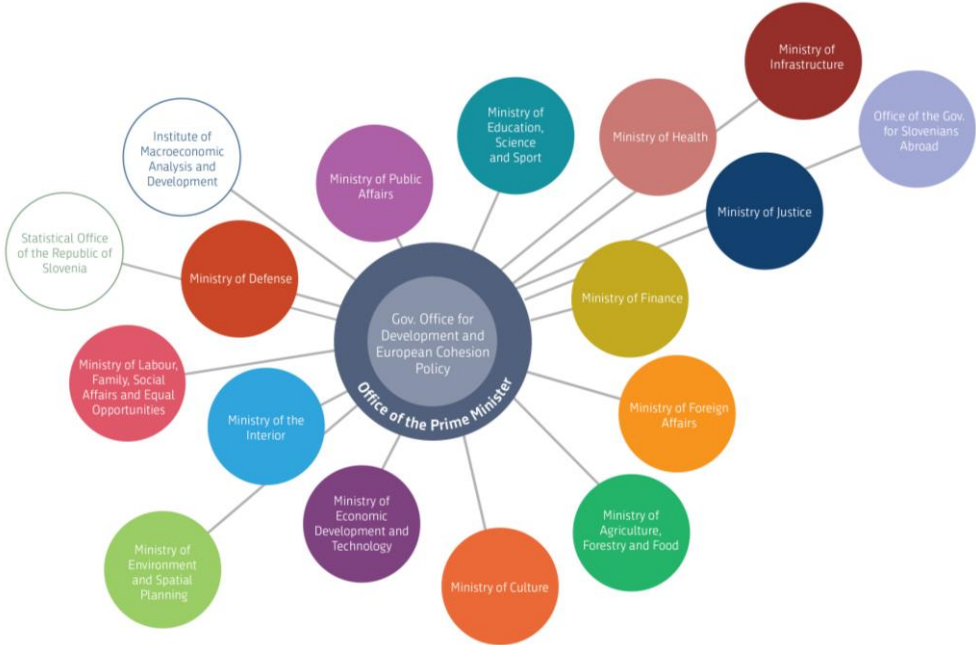 Ministry of
Infrastructure
Office of the Gov.
for Slovenians
Abroad
Ministry of
Education,
Science
and Sport
Ministry of Health
Institute of
Macroeconomic
Analysis and
Development
Ministry of Public
Affairs
Ministry of Justice
Statistical Office
of the Republic of
Slovenia
Ministry of Defense
Ministry of Finance
Gov. Office for
Development and
European Cohesion
Policy
Office of the Prime Minister
Ministry of Labour,
Family, Social
Affairs and Equal
Opportunities
Ministry of the
Interior
Ministry of Foreign
Affairs
Ministry of
Economic
Development and
Technology
Ministry of
Agriculture,
Forestry and Food
Ministry of
Environment
and Spatial
Planning
Ministry of Culture